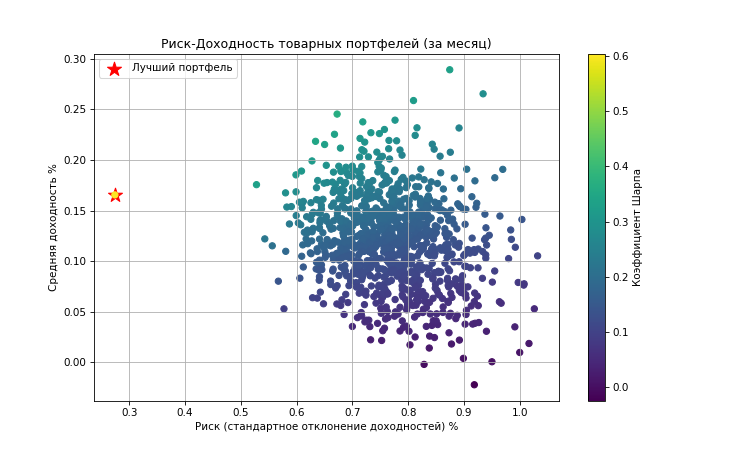 Риск-Доходность товарных портфелей (за месяц)
Лучший портфель
Средняя доходность %
0.30
0.25
0.20
0.15
0.10
0.05
0.00
0.3 0.4 0.5 0.6 0.7 0.8 0.9 1.0
Риск (стандартное отклонение доходностей) %
0.6
0.5
0.4
0.3
0.2
0.1
0.0
Коэффициент Шарпа